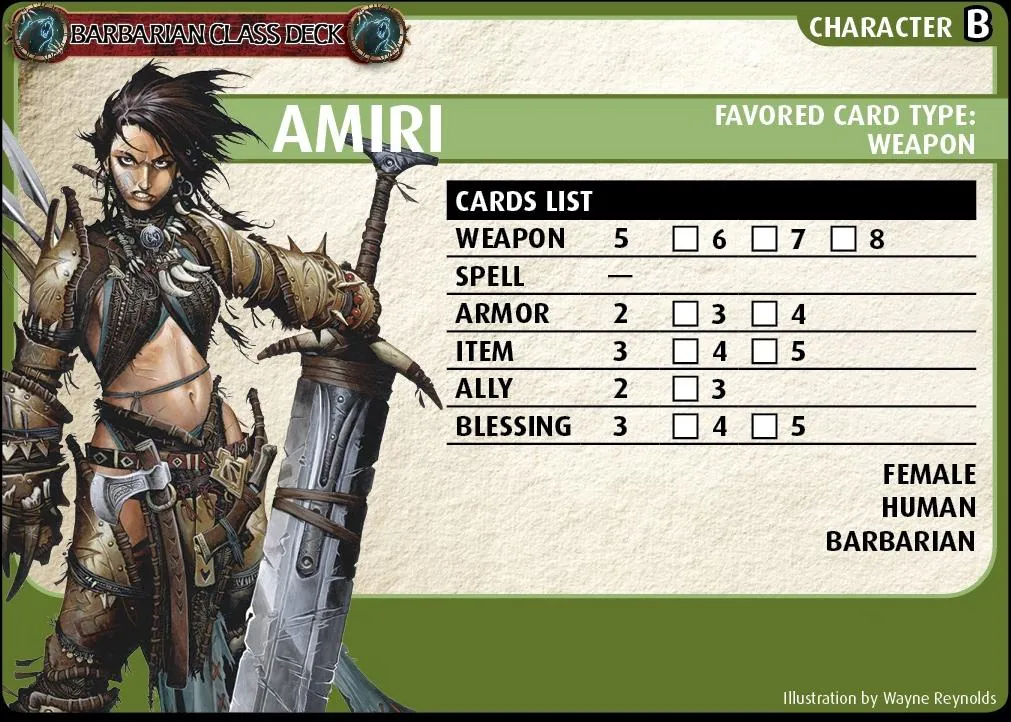 BARBARIAN CLASS DECK
CHARACTER B
AMIRI
FAVORED CARD TYPE:
WEAPON
CARDS LIST
WEAPON 5 ☐ 6 ☐ 7 ☐ 8
SPELL —
ARMOR 2 ☐ 3 ☐ 4
ITEM 3 ☐ 4 ☐ 5
ALLY 2 ☐ 3
BLESSING 3 ☐ 4 ☐ 5
FEMALE
HUMAN
BARBARIAN
Illustration by Wayne Reynolds